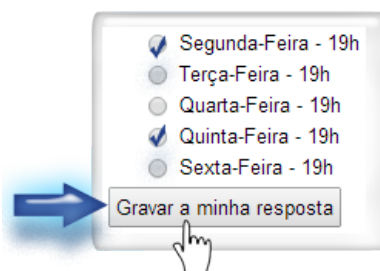 Segunda-Feira - 19h
Terça-Feira - 19h
Quarta-Feira - 19h
Quinta-Feira - 19h
Sexta-Feira - 19h
Gravar a minha resposta